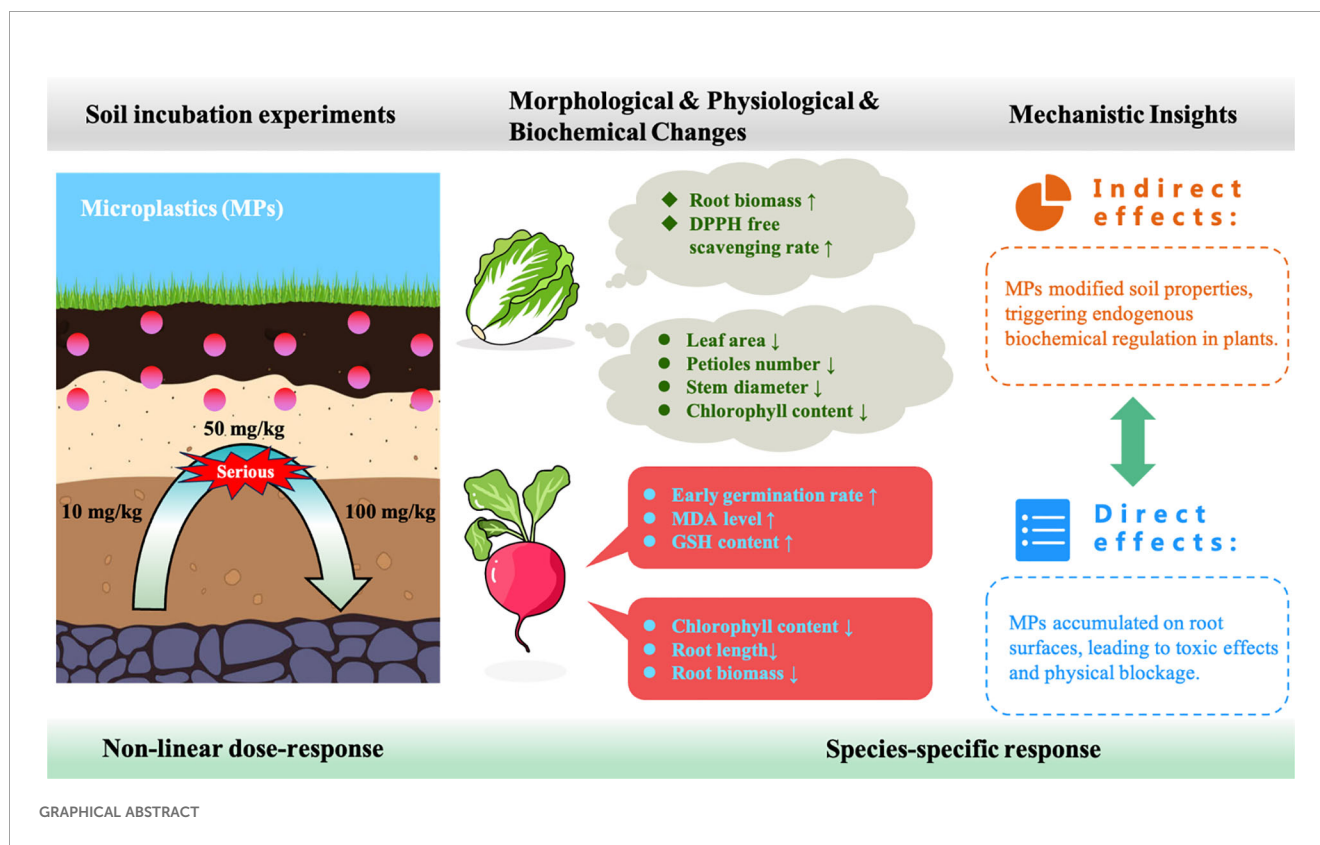 Soil incubation experiments
Morphological & Physiological &
Biochemical Changes
Mechanistic Insights
Microplastics (MPs)
50 mg/kg
Serious
10 mg/kg
100 mg/kg
Root biomass ↑
DPPH free
scavenging rate ↑
Leaf area ↓
Petioles number ↓
Stem diameter ↓
Chlorophyll content ↓
Early germination rate ↑
MDA level ↑
GSH content ↑
Chlorophyll content ↓
Root length↓
Root biomass ↓
Indirect
effects:
MPs modified soil properties,
triggering endogenous
biochemical regulation in plants.
Direct
effects:
MPs accumulated on root
surfaces, leading to toxic effects
and physical blockage.
Non-linear dose-response
Species-specific response
GRAPHICAL ABSTRACT